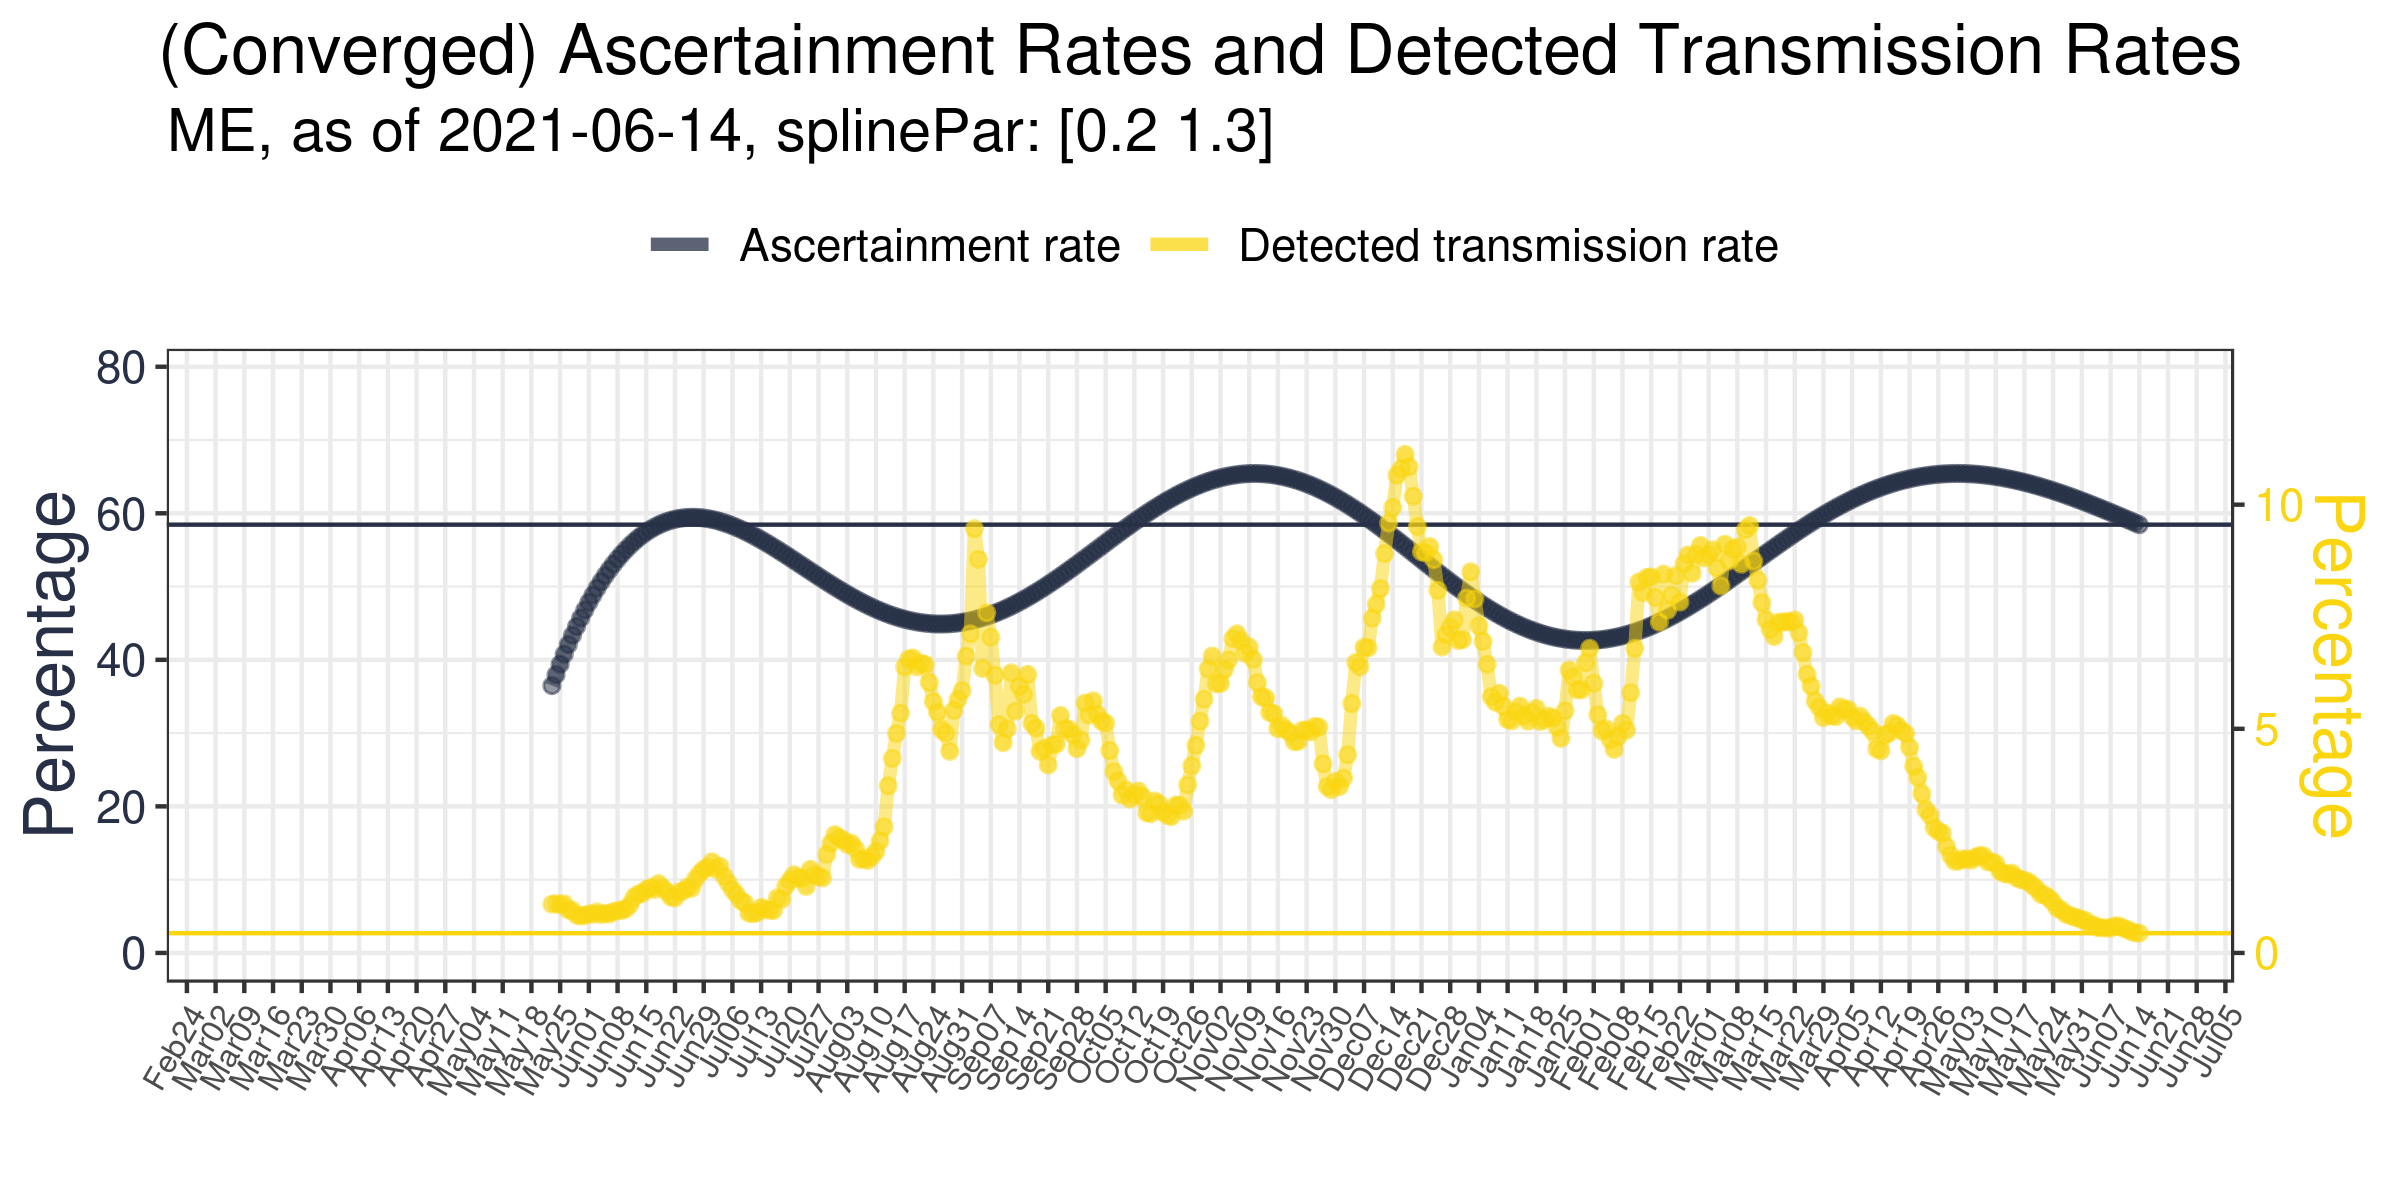 (Converged) Ascertainment Rates and Detected Transmission Rates
ME, as of 2021-06-14, splinePar: [0.2 1.3]
Ascertainment rate
Detected transmission rate
Percentage
80
60
40
20
0
10
5
0
Percentage
Feb24
Mar02
Mar09
Mar16
Mar23
Mar30
Apr06
Apr13
Apr20
Apr27
May04
May11
May18
May25
Jun01
Jun08
Jun15
Jun22
Jun29
Jul06
Jul13
Jul20
Jul27
Aug03
Aug10
Aug17
Aug24
Aug31
Sep07
Sep14
Sep21
Sep28
Oct05
Oct12
Oct19
Oct26
Nov02
Nov09
Nov16
Nov23
Nov30
Dec07
Dec14
Dec21
Dec28
Jan04
Jan11
Jan18
Jan25
Feb01
Feb08
Feb15
Feb22
Mar01
Mar08
Mar15
Mar22
Mar29
Apr05
Apr12
Apr19
Apr26
May03
May10
May17
May24
May31
Jun07
Jun14
Jun21
Jun28
Jul05